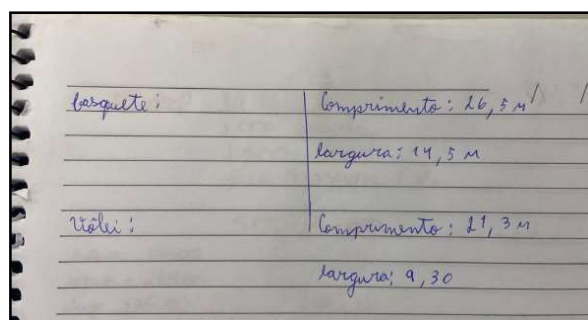 basquete: Comprimento: 26,5 m
largura: 14,5 m
Vôlei: Comprimento: 21,3 m
largura: 9,30